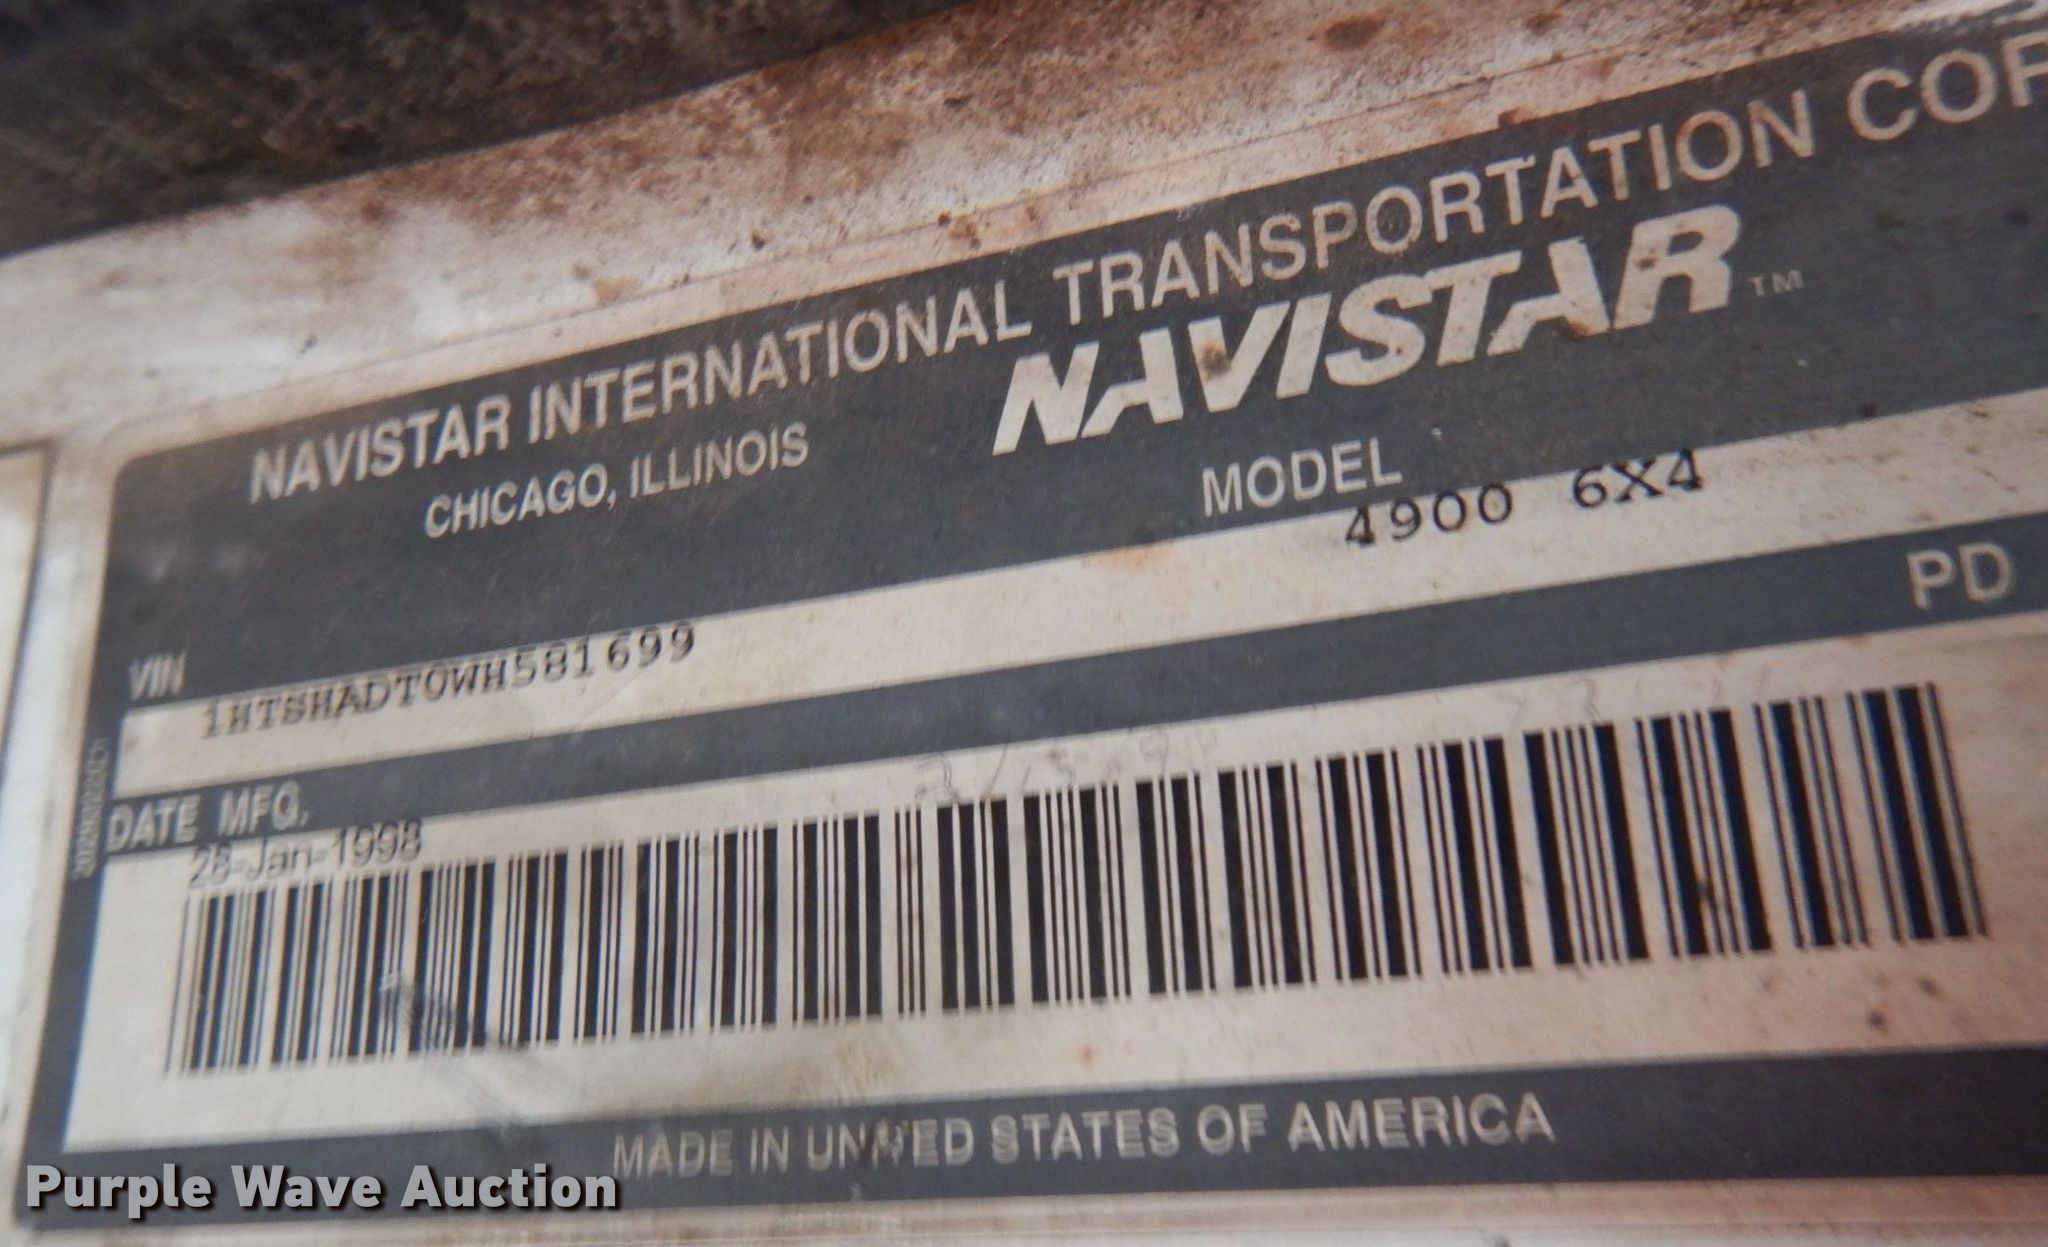 NAVISTAR INTERNATIONAL TRANSPORTATION COR
CHICAGO, ILLINOIS
NAVISTAR™
MODEL
4900 6X4
VIN
1HTSHADT0WH581699
PD
DATE MFG.
28-Jan-1998
MADE IN UNITED STATES OF AMERICA
Purple Wave Auction